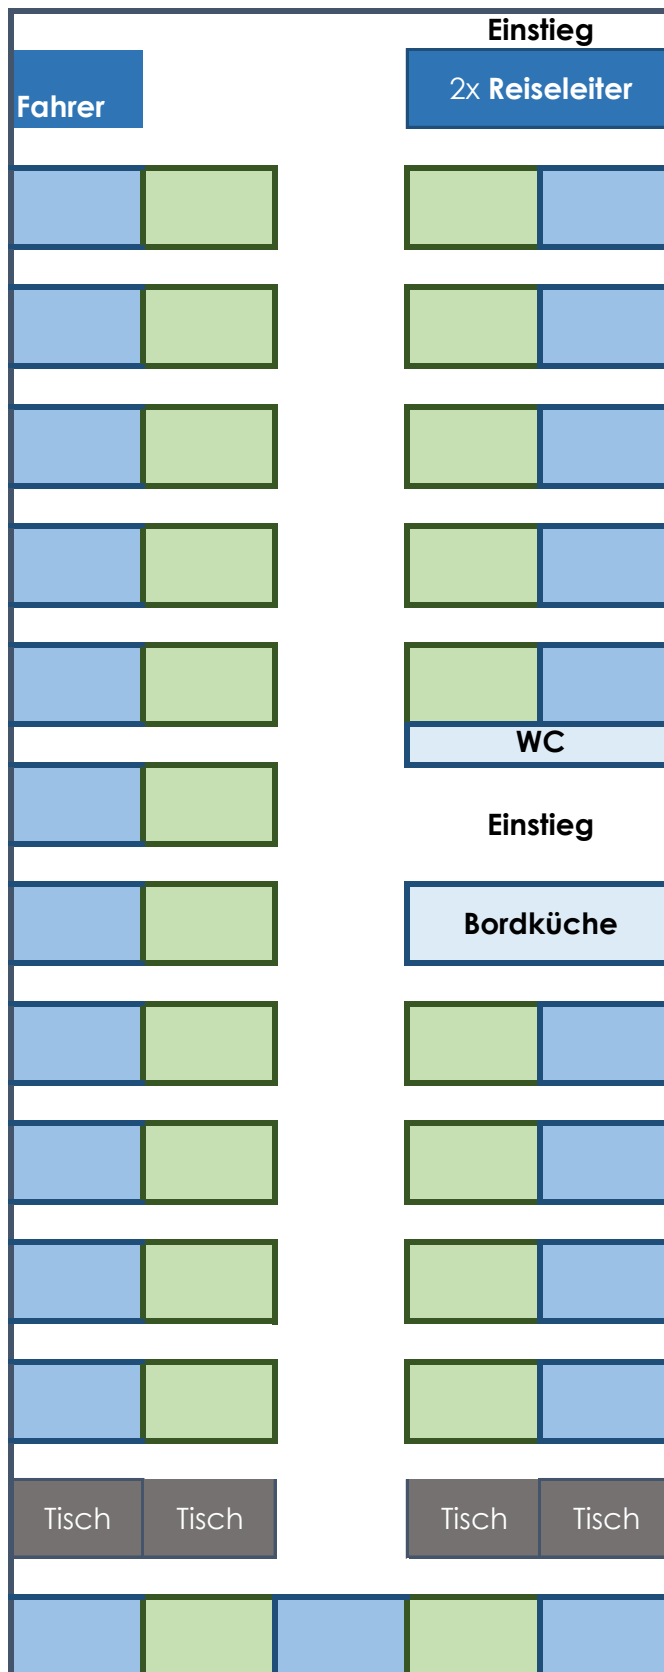 Einstieg
Fahrer
2x Reiseleiter
WC
Einstieg
Bordküche
Tisch Tisch Tisch Tisch